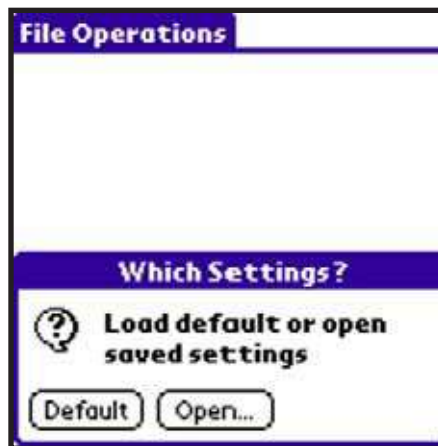 File Operations
Which Settings?
Load default or open
saved settings
Default Open...